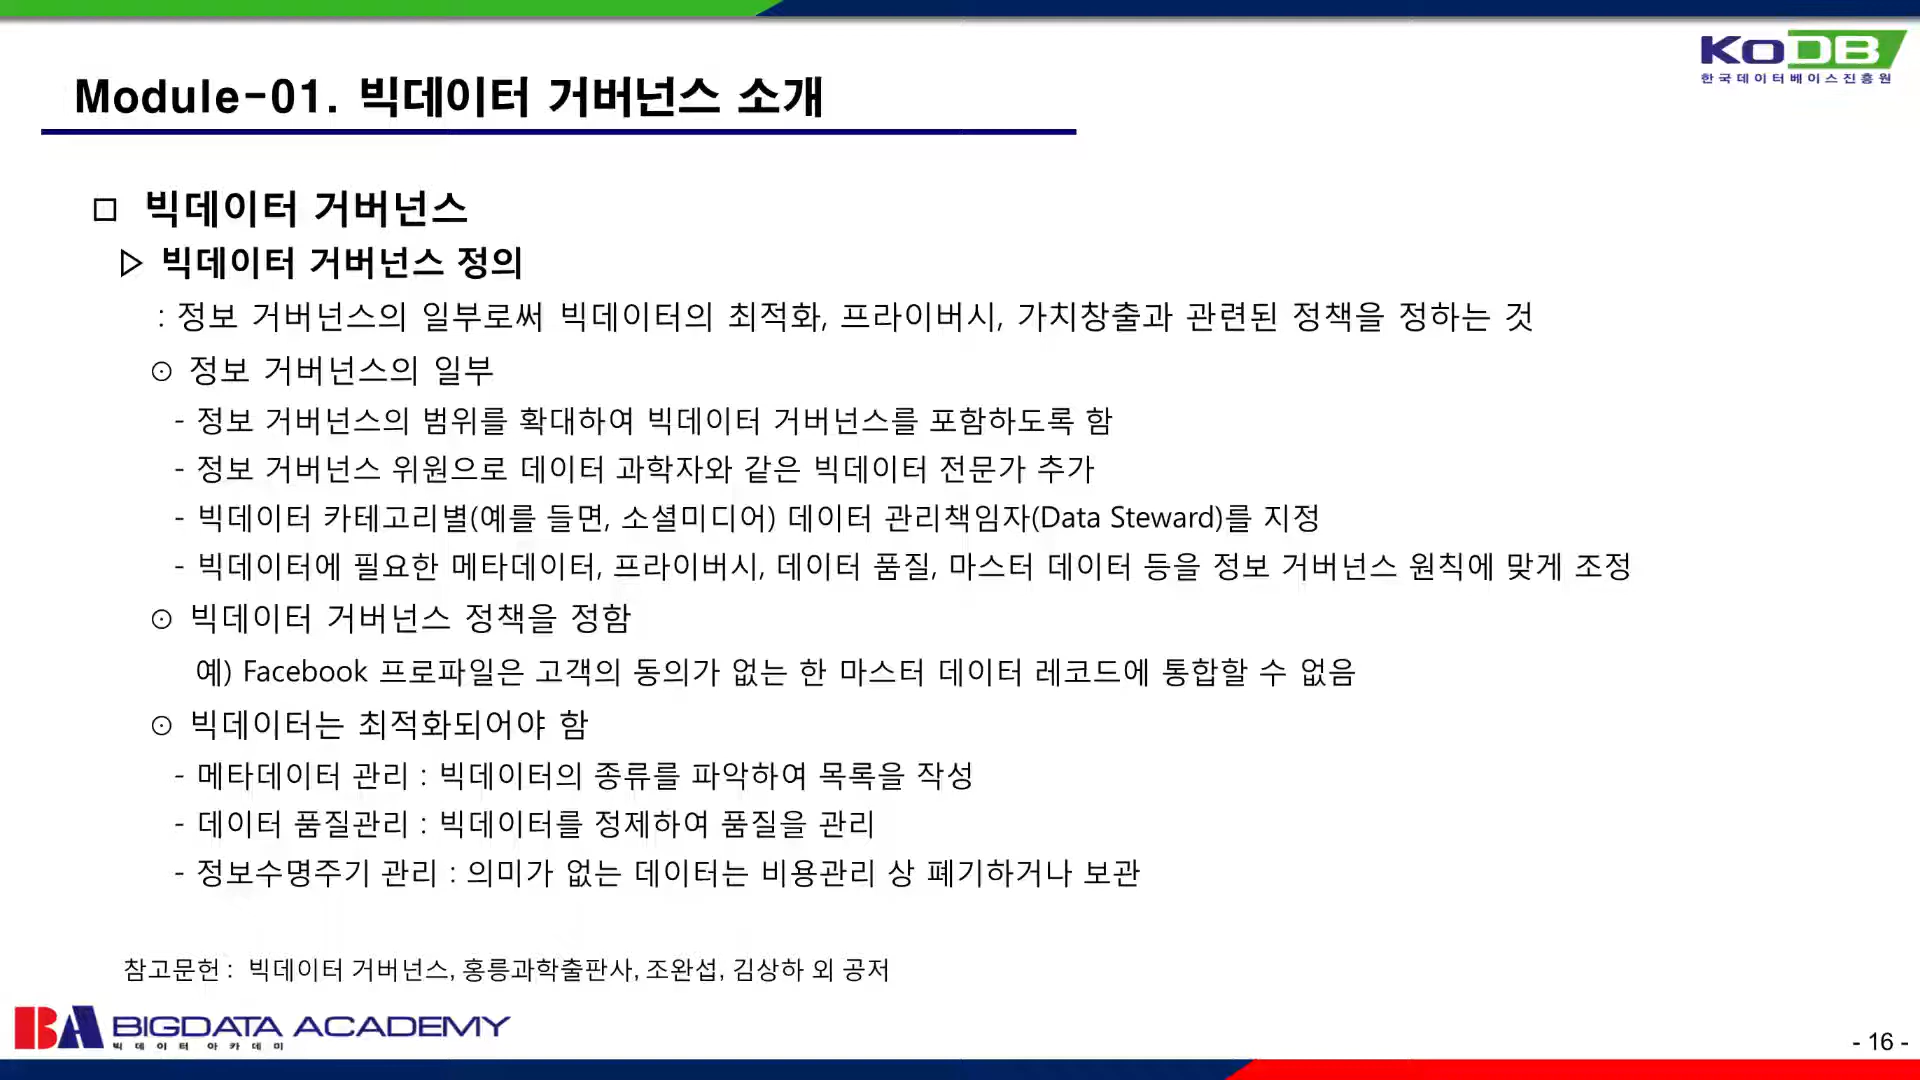 KoDB
한국데이터베이스진흥원
Module-01. 빅데이터 거버넌스 소개
□ 빅데이터 거버넌스
▷ 빅데이터 거버넌스 정의
: 정보 거버넌스의 일부로써 빅데이터의 최적화, 프라이버시, 가치창출과 관련된 정책을 정하는 것
⊙ 정보 거버넌스의 일부
- 정보 거버넌스의 범위를 확대하여 빅데이터 거버넌스를 포함하도록 함
- 정보 거버넌스 위원으로 데이터 과학자와 같은 빅데이터 전문가 추가
- 빅데이터 카테고리별(예를 들면, 소셜미디어) 데이터 관리책임자(Data Steward)를 지정
- 빅데이터에 필요한 메타데이터, 프라이버시, 데이터 품질, 마스터 데이터 등을 정보 거버넌스 원칙에 맞게 조정
⊙ 빅데이터 거버넌스 정책을 정함
예) Facebook 프로파일은 고객의 동의가 없는 한 마스터 데이터 레코드에 통합할 수 없음
⊙ 빅데이터는 최적화되어야 함
- 메타데이터 관리 : 빅데이터의 종류를 파악하여 목록을 작성
- 데이터 품질관리 : 빅데이터를 정제하여 품질을 관리
- 정보수명주기 관리 : 의미가 없는 데이터는 비용관리 상 폐기하거나 보관
참고문헌 : 빅데이터 거버넌스, 홍릉과학출판사, 조완섭, 김상하 외 공저
BA BIGDATA ACADEMY
빅데이터 아카데미
- 16 -